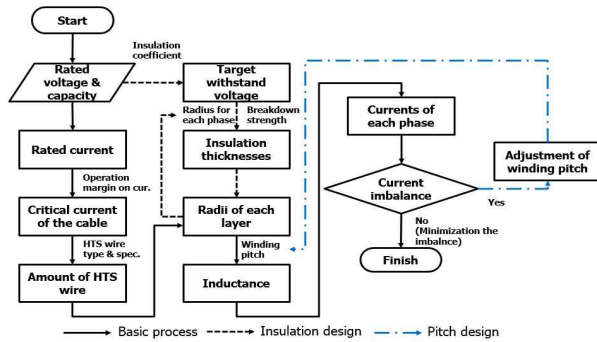 Start
Insulation
coefficient
Rated
voltage &
capacity
Target
withstand
voltage
Radius for
each phase
Breakdown
strength
Currents of
each phase
Rated current
Insulation
thicknesses
Adjustment of
winding pitch
Operation
margin on cur.
Current
imbalance
Yes
Critical current
of the cable
Radii of each
layer
No
(Minimization the
imbalnce)
HTS wire
type & spec.
Winding
pitch
Finish
Amount of HTS
wire
Inductance
Basic process
Insulation design
Pitch design